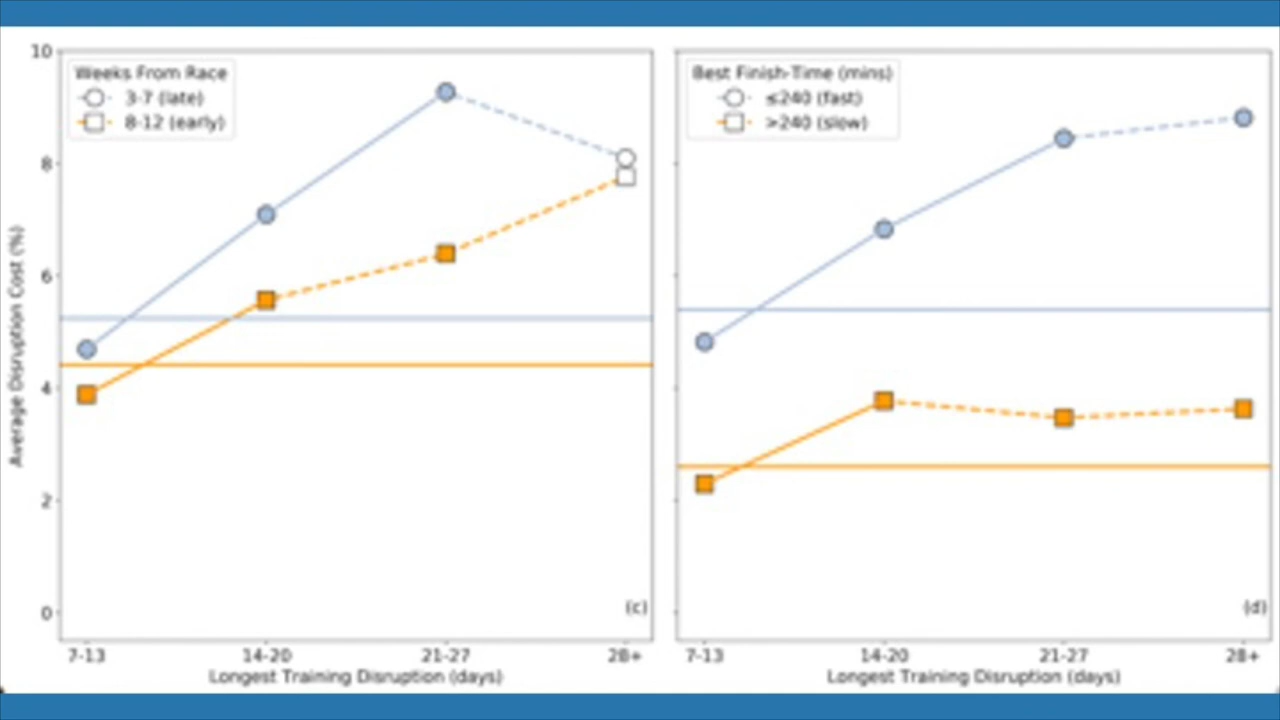 10
8
6
4
2
0
Average Disruption Cost (%)
Weeks From Race
3-7 (late)
8-12 (early)
(c)
7-13 14-20 21-27 28+
Longest Training Disruption (days)
Best Finish-Time (mins)
≤240 (fast)
>240 (slow)
(d)
7-13 14-20 21-27 28+
Longest Training Disruption (days)